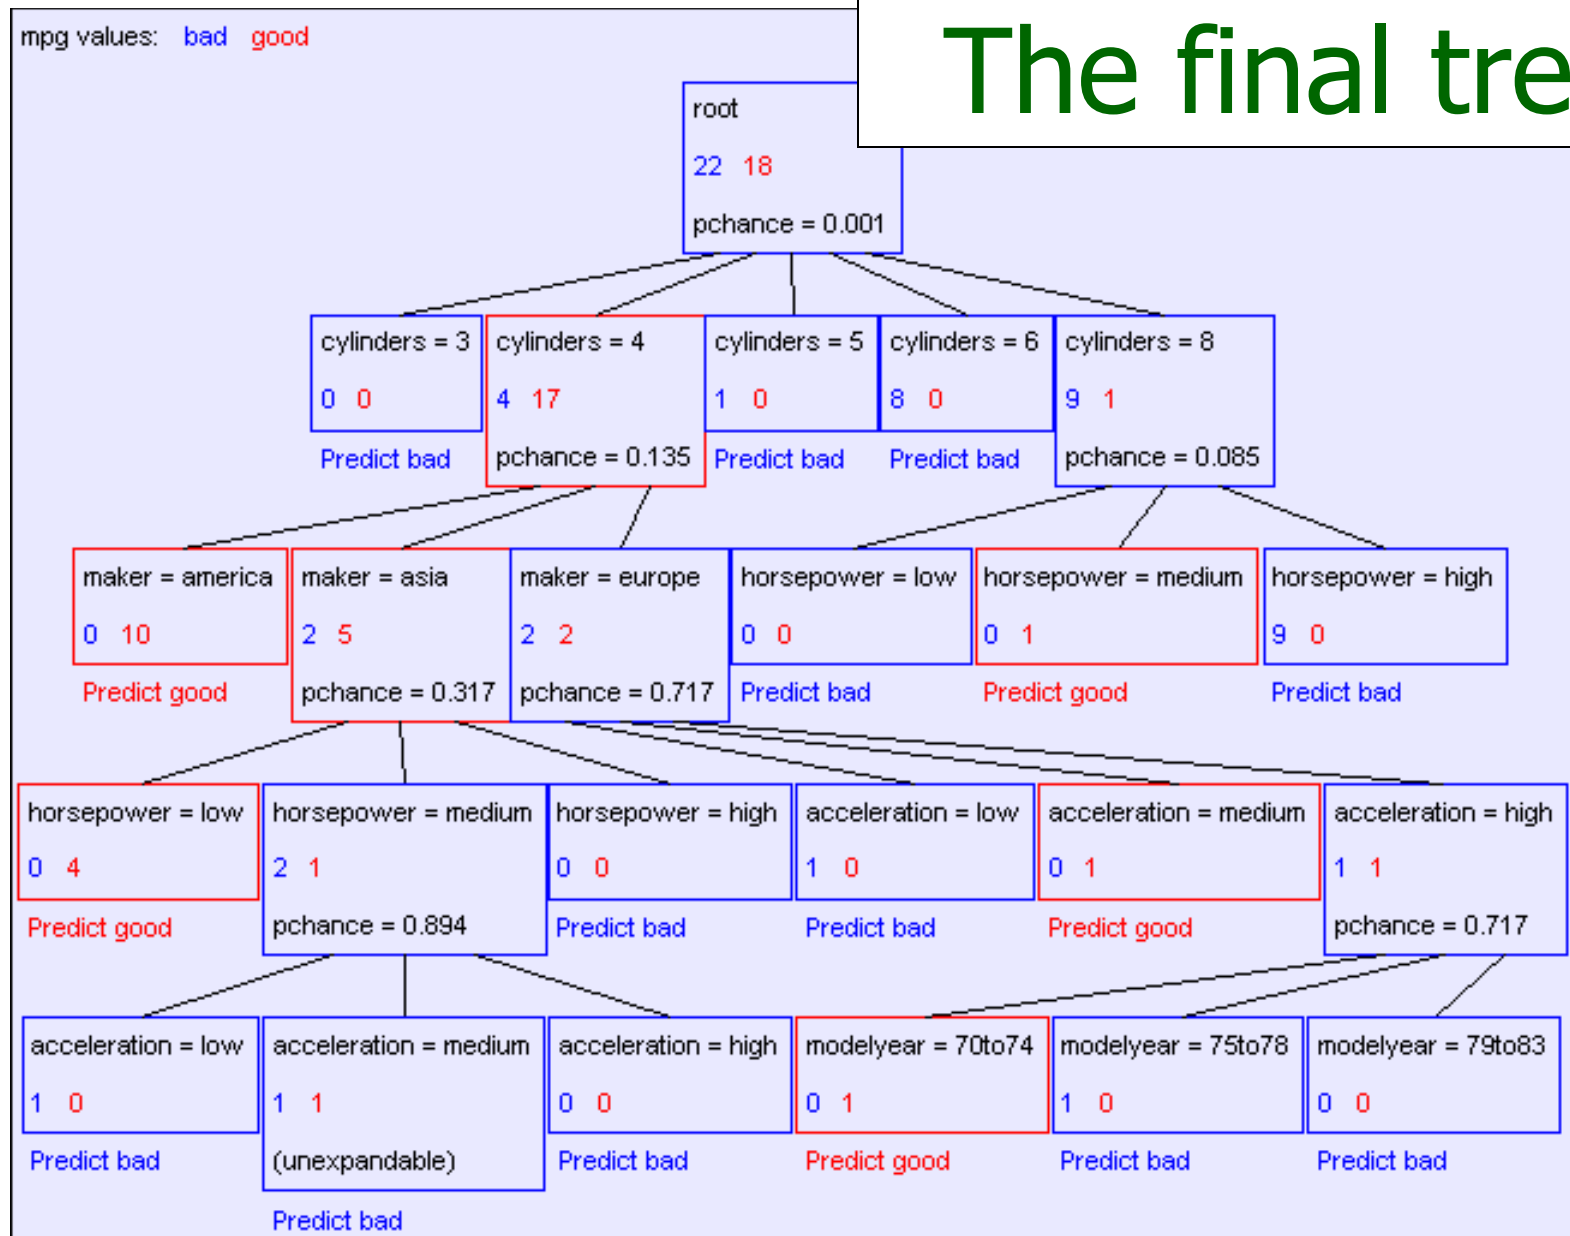 The final tre
mpg values: bad good
root
22 18
pchance = 0.001
cylinders = 3
0 0
Predict bad
cylinders = 4
4 17
pchance = 0.135
cylinders = 5
1 0
Predict bad
cylinders = 6
8 0
Predict bad
cylinders = 8
9 1
pchance = 0.085
maker = america
0 10
Predict good
maker = asia
2 5
pchance = 0.317
maker = europe
2 2
pchance = 0.717
horsepower = low
0 0
Predict bad
horsepower = medium
0 1
Predict good
horsepower = high
9 0
Predict bad
horsepower = low
0 4
Predict good
horsepower = medium
2 1
pchance = 0.894
horsepower = high
0 0
Predict bad
acceleration = low
1 0
Predict bad
acceleration = medium
0 1
Predict good
acceleration = high
1 1
pchance = 0.717
acceleration = low
1 0
Predict bad
acceleration = medium
1 1
(unexpandable)
Predict bad
acceleration = high
0 0
Predict bad
modelyear = 70to74
0 1
Predict good
modelyear = 75to78
1 0
Predict bad
modelyear = 79to83
0 0
Predict bad